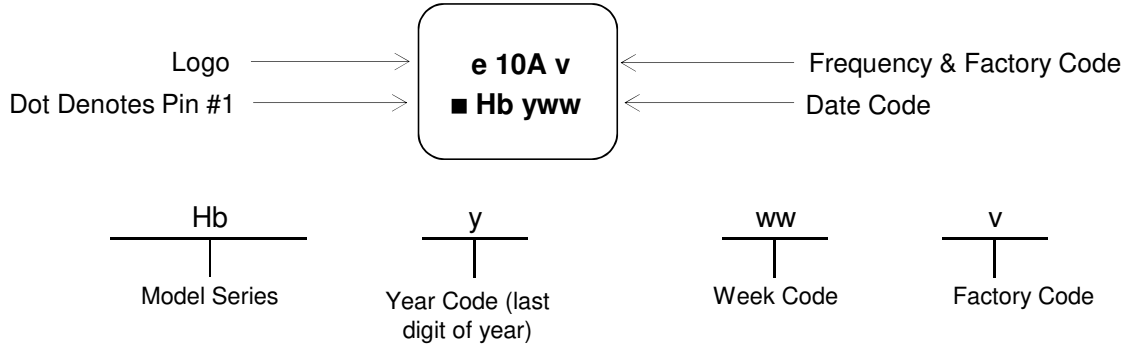 Logo
e 10A v
Frequency & Factory Code
Dot Denotes Pin #1
■ Hb yww
Date Code
Hb
y
ww
v
Model Series
Year Code (last
digit of year)
Week Code
Factory Code